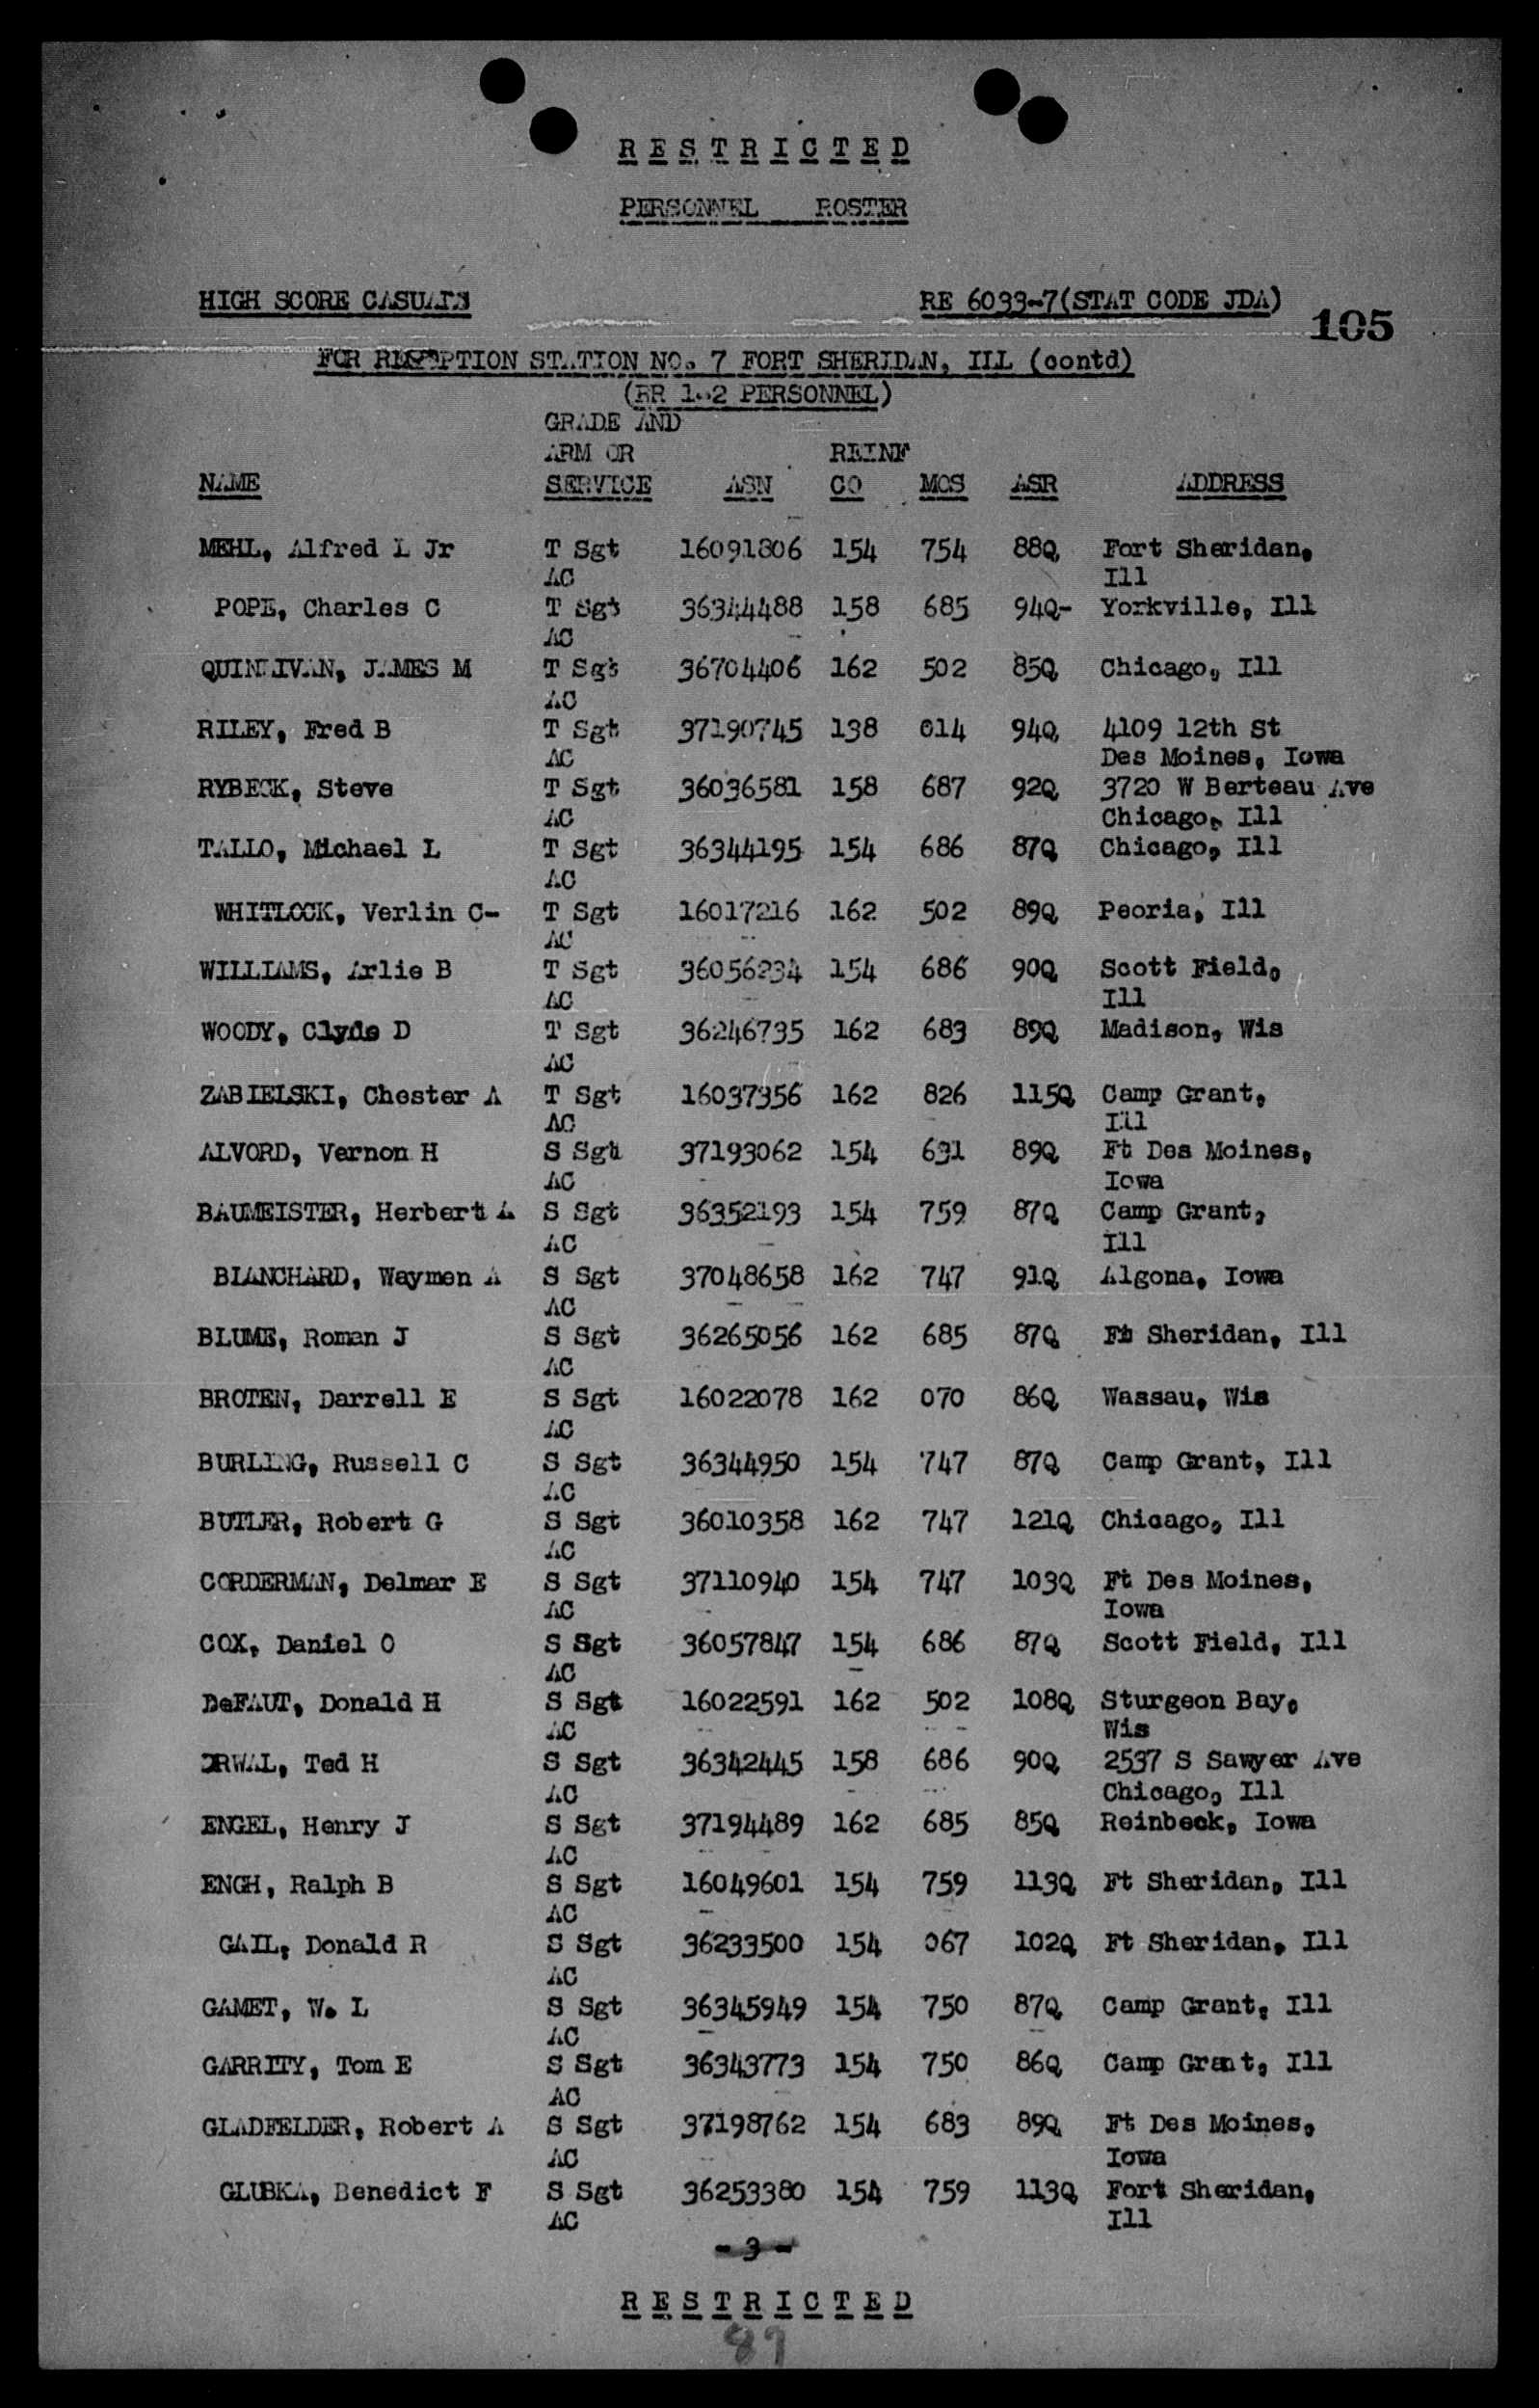 R E S T R I C T E D
PERSONNEL ROSTER
HIGH SCORE CASUALS RE 6033-7(STAT CODE JDA)
105
FOR RECEPTION STATION NO. 7 FORT SHERIDAN, ILL (contd)
(RR 1-2 PERSONNEL)
GRADE AND
ARM OR REINF
NAME SERVICE ASN CO MOS ASR ADDRESS
MEHL, Alfred L Jr T Sgt 16091806 154 754 88Q Fort Sheridan,
AC Ill
POPE, Charles C T Sgt 36344488 158 685 94Q- Yorkville, Ill
AC
QUINLIVAN, JAMES M T Sgt 36704406 162 502 85Q Chicago, Ill
AC
RILEY, Fred B T Sgt 37190745 138 014 94Q 4109 12th St
AC Des Moines, Iowa
RYBECK, Steve T Sgt 36036581 158 687 92Q 3720 W Berteau Ave
AC Chicago, Ill
TALLO, Michael L T Sgt 36344195 154 686 87Q Chicago, Ill
AC
WHITLOCK, Verlin C- T Sgt 16017216 162 502 89Q Peoria, Ill
AC
WILLIAMS, Arlie B T Sgt 36056234 154 686 90Q Scott Field,
AC Ill
WOODY, Clyde D T Sgt 36246735 162 683 89Q Madison, Wis
AC
ZABIELSKI, Chester A T Sgt 16037356 162 826 115Q Camp Grant,
AC Ill
ALVORD, Vernon H S Sgt 37193062 154 631 89Q Ft Des Moines,
AC Iowa
BAUMEISTER, Herbert A S Sgt 36352193 154 759 87Q Camp Grant,
AC Ill
BLANCHARD, Waymen A S Sgt 37048658 162 747 91Q Algona, Iowa
AC
BLUME, Roman J S Sgt 36265056 162 685 87Q Ft Sheridan, Ill
AC
BROTEN, Darrell E S Sgt 16022078 162 070 86Q Wassau, Wis
AC
BURLING, Russell C S Sgt 36344950 154 747 87Q Camp Grant, Ill
AC
BUTLER, Robert G S Sgt 36010358 162 747 121Q Chicago, Ill
AC
CORDERMAN, Delmar E S Sgt 37110940 154 747 103Q Ft Des Moines,
AC Iowa
COX, Daniel O S Sgt 36057847 154 686 87Q Scott Field, Ill
AC
DeFAUT, Donald H S Sgt 16022591 162 502 108Q Sturgeon Bay,
AC Wis
DRWAL, Ted H S Sgt 36342445 158 686 90Q 2537 S Sawyer Ave
AC Chicago, Ill
ENGEL, Henry J S Sgt 37194489 162 685 85Q Reinbeck, Iowa
AC
ENGH, Ralph B S Sgt 16049601 154 759 113Q Ft Sheridan, Ill
AC
GAIL, Donald R S Sgt 36233500 154 067 102Q Ft Sheridan, Ill
AC
GAMET, W. L S Sgt 36345949 154 750 87Q Camp Grant, Ill
AC
GARRITY, Tom E S Sgt 36343773 154 750 86Q Camp Grant, Ill
AC
GLADFELDER, Robert A S Sgt 37198762 154 683 89Q Ft Des Moines,
AC Iowa
GLUBKA, Benedict F S Sgt 36253380 154 759 113Q Fort Sheridan,
AC Ill
- 3 -
R E S T R I C T E D
89